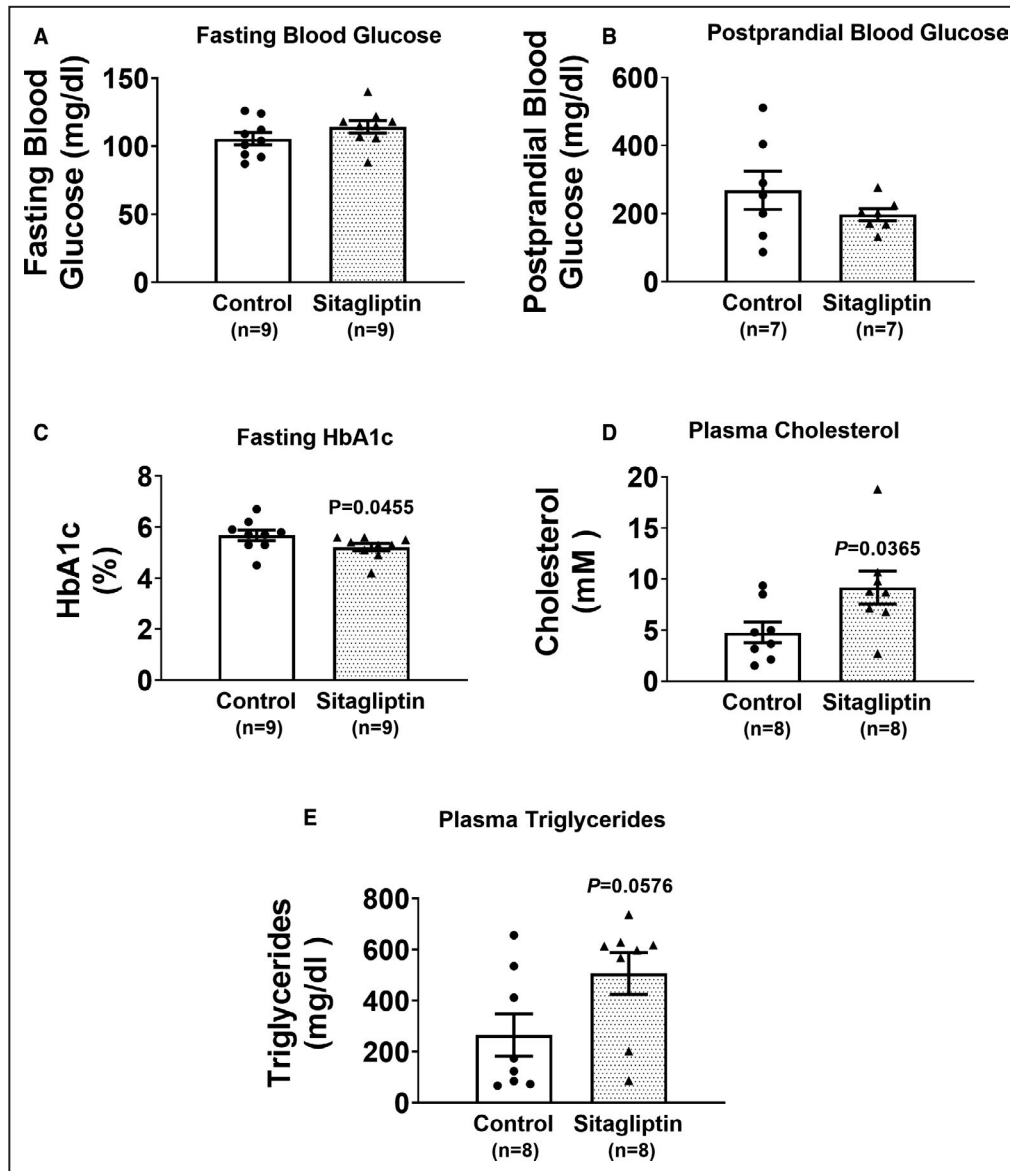 A
Fasting Blood Glucose
Fasting Blood
Glucose (mg/dl)
150
100
50
0
Control
Sitagliptin
(n=9)
(n=9)
B
Postprandial Blood Glucose
Postprandial Blood
Glucose (mg/dl)
600
400
200
0
Control
Sitagliptin
(n=7)
(n=7)
C
Fasting HbA1c
HbA1c
(%)
8
6
4
2
0
P=0.0455
Control
Sitagliptin
(n=9)
(n=9)
D
Plasma Cholesterol
Cholesterol
(mM)
20
15
10
5
0
P=0.0365
Control
Sitagliptin
(n=8)
(n=8)
E
Plasma Triglycerides
Triglycerides
(mg/dl )
800
600
400
200
0
P=0.0576
Control
Sitagliptin
(n=8)
(n=8)